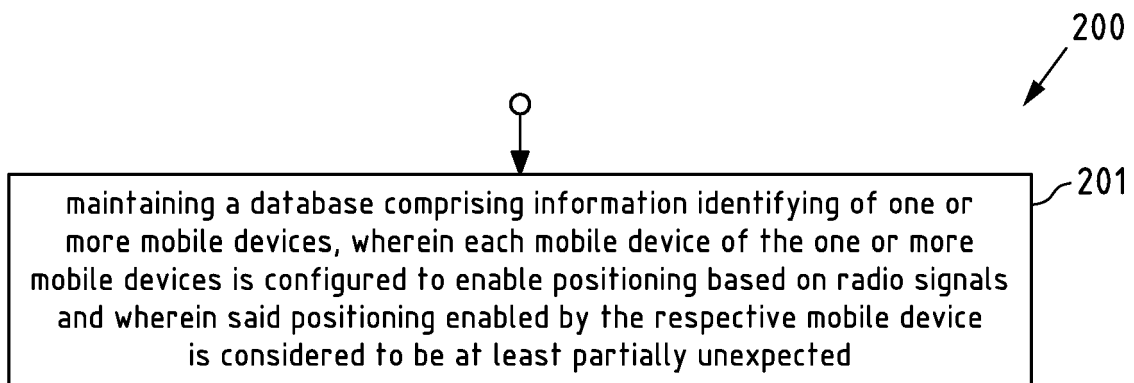 200
201
maintaining a database comprising information identifying of one or
more mobile devices, wherein each mobile device of the one or more
mobile devices is configured to enable positioning based on radio signals
and wherein said positioning enabled by the respective mobile device
is considered to be at least partially unexpected